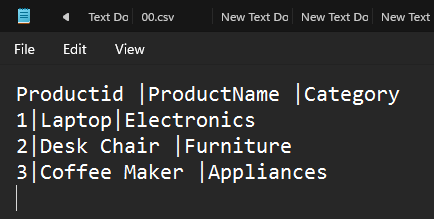 Text Do 00.csv New Text Do New Text Do New Text Do
File Edit View
Productid |ProductName |Category
1|Laptop|Electronics
2|Desk Chair |Furniture
3|Coffee Maker |Appliances